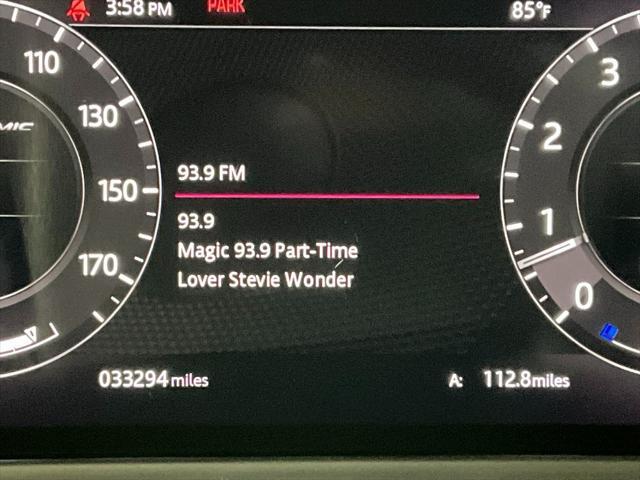 3:58 PM PARK 85°F
110
130
150
170
MIC
93.9 FM
93.9
Magic 93.9 Part-Time
Lover Stevie Wonder
3
2
1
0
033294 miles A: 112.8 miles